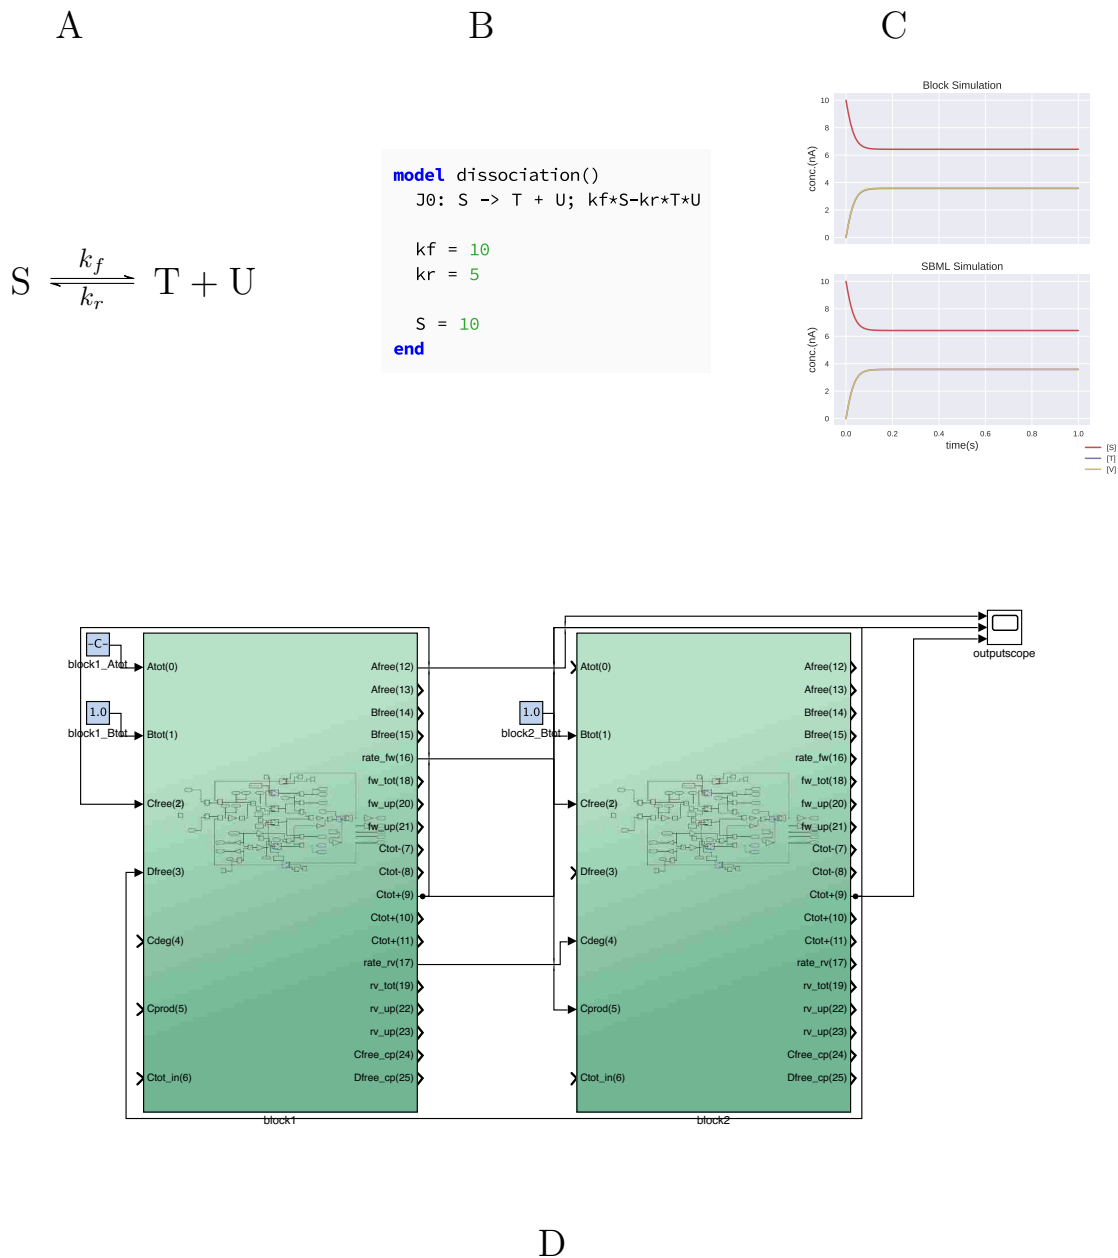 A
B
C
S k_f k_r T + U
model dissociation()
J0: S -> T + U; kf*S-kr*T*U
kf = 10
kr = 5
S = 10
end
Block Simulation
conc.(nA)
10
8
6
4
2
0
SBML Simulation
conc.(nA)
10
8
6
4
2
0
0.0 0.2 0.4 0.6 0.8 1.0
time(s)
[S]
[T]
[V]
-C-
block1_Atot
1.0
block1_Btot
Atot(0)
Btot(1)
Cfree(2)
Dfree(3)
Cdeg(4)
Cprod(5)
Ctot_in(6)
Afree(12)
Afree(13)
Bfree(14)
Bfree(15)
rate_fw(16)
fw_tot(18)
fw_up(20)
fw_up(21)
Ctot-(7)
Ctot-(8)
Ctot+(9)
Ctot+(10)
Ctot+(11)
rate_rv(17)
rv_tot(19)
rv_up(22)
rv_up(23)
Cfree_cp(24)
Dfree_cp(25)
block1
1.0
block2_Btot
Atot(0)
Btot(1)
Cfree(2)
Dfree(3)
Cdeg(4)
Cprod(5)
Ctot_in(6)
Afree(12)
Afree(13)
Bfree(14)
Bfree(15)
rate_fw(16)
fw_tot(18)
fw_up(20)
fw_up(21)
Ctot-(7)
Ctot-(8)
Ctot+(9)
Ctot+(10)
Ctot+(11)
rate_rv(17)
rv_tot(19)
rv_up(22)
rv_up(23)
Cfree_cp(24)
Dfree_cp(25)
block2
outputscope
D